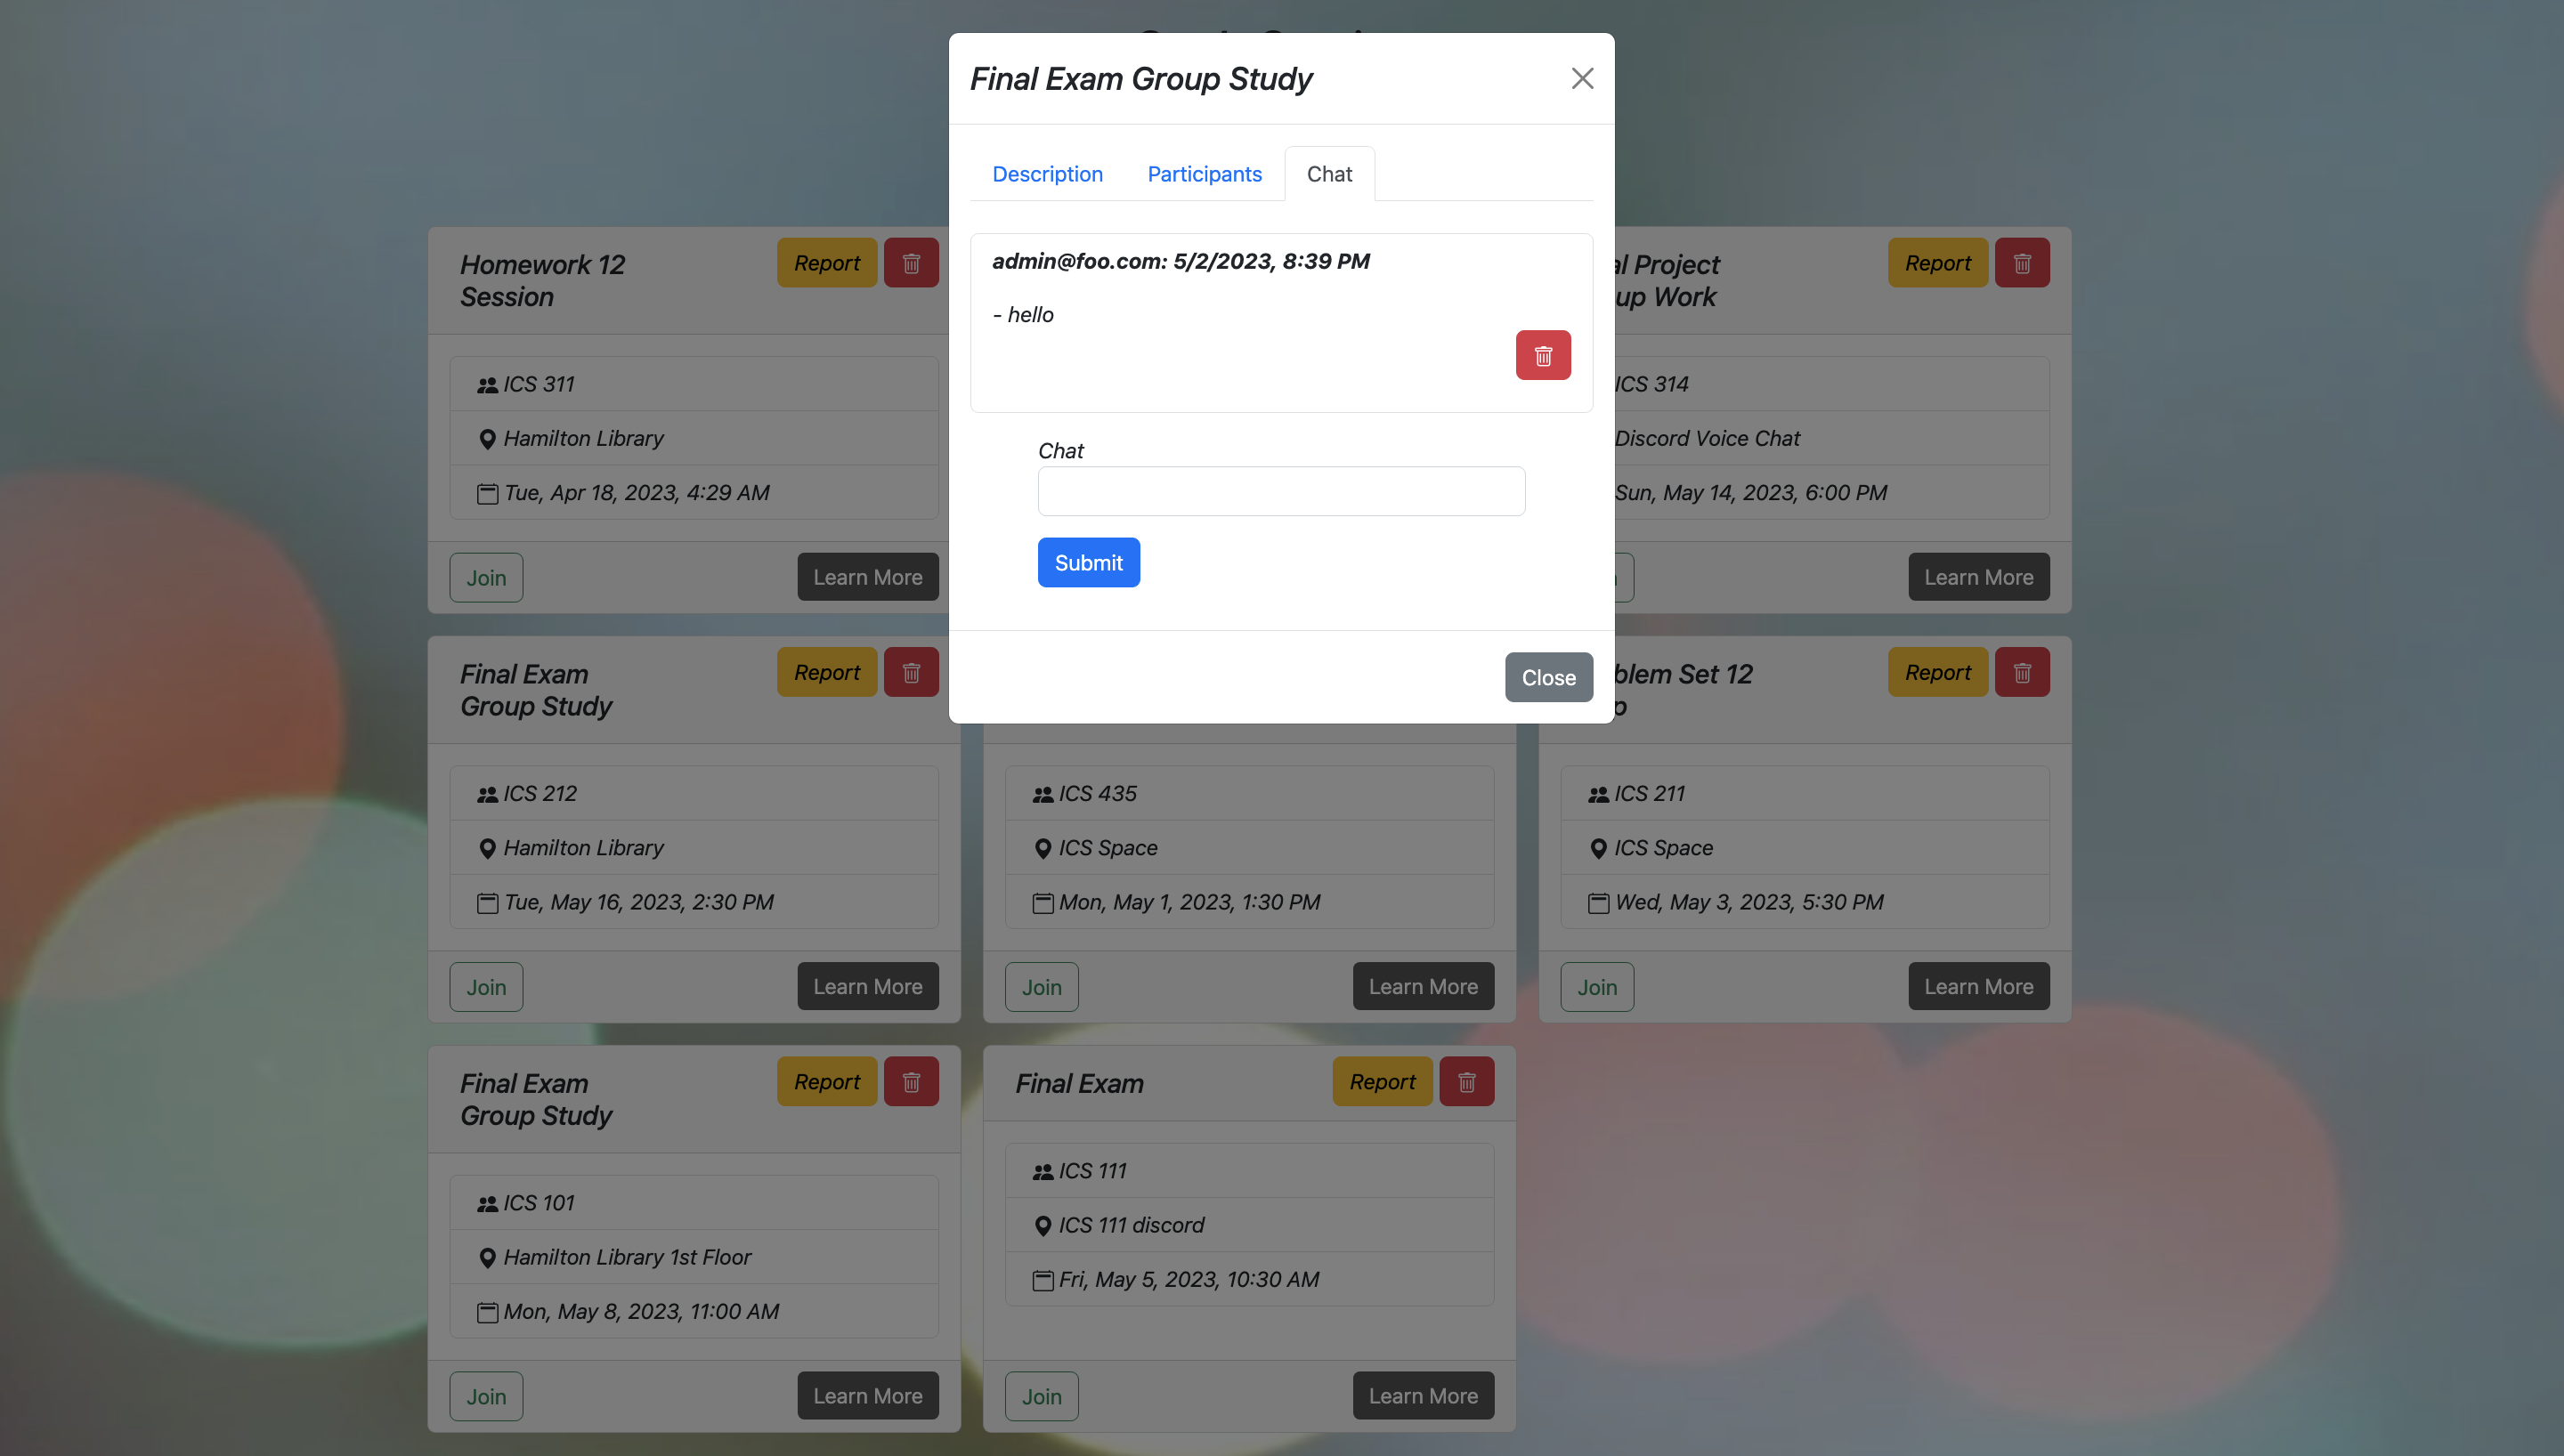 Final Exam Group Study
Description Participants Chat
admin@foo.com: 5/2/2023, 8:39 PM
- hello
Chat
Submit
Close
Homework 12
Session
Report
ICS 311
Hamilton Library
Tue, Apr 18, 2023, 4:29 AM
Join Learn More
al Project
up Work
Report
ICS 314
Discord Voice Chat
Sun, May 14, 2023, 6:00 PM
Learn More
Final Exam
Group Study
Report
ICS 212
Hamilton Library
Tue, May 16, 2023, 2:30 PM
Join Learn More
ICS 435
ICS Space
Mon, May 1, 2023, 1:30 PM
Join Learn More
blem Set 12
p
Report
ICS 211
ICS Space
Wed, May 3, 2023, 5:30 PM
Join Learn More
Final Exam
Group Study
Report
ICS 101
Hamilton Library 1st Floor
Mon, May 8, 2023, 11:00 AM
Join Learn More
Final Exam
Report
ICS 111
ICS 111 discord
Fri, May 5, 2023, 10:30 AM
Join Learn More